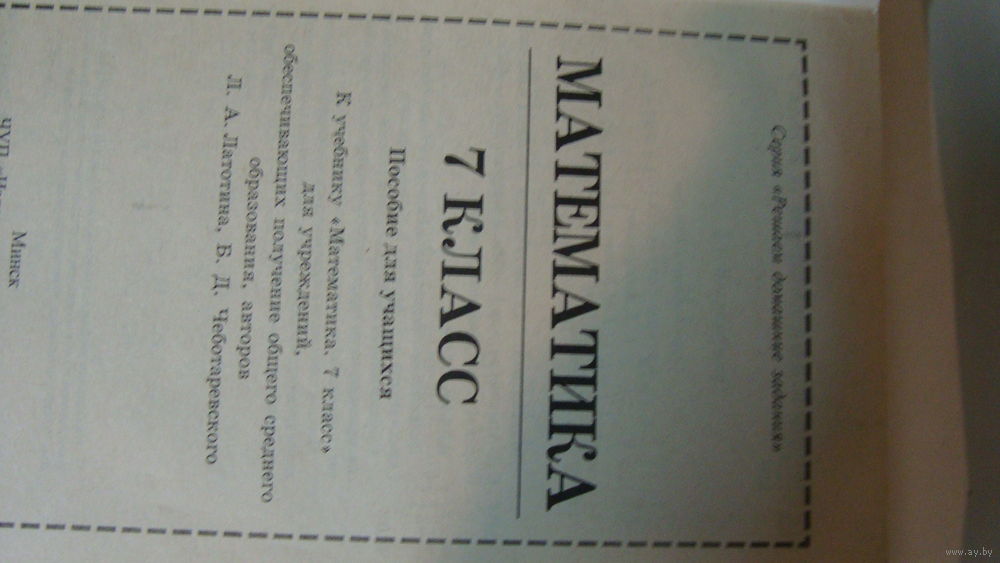 Серия «Решаем домашние задания»
МАТЕМАТИКА
7 КЛАСС
Пособие для учащихся
К учебнику «Математика. 7 класс»
для учреждений,
обеспечивающих получение общего среднего
образования, авторов
Л. А. Латотина, Б. Д. Чеботаревского
Минск
ЧУП
www.ay.by